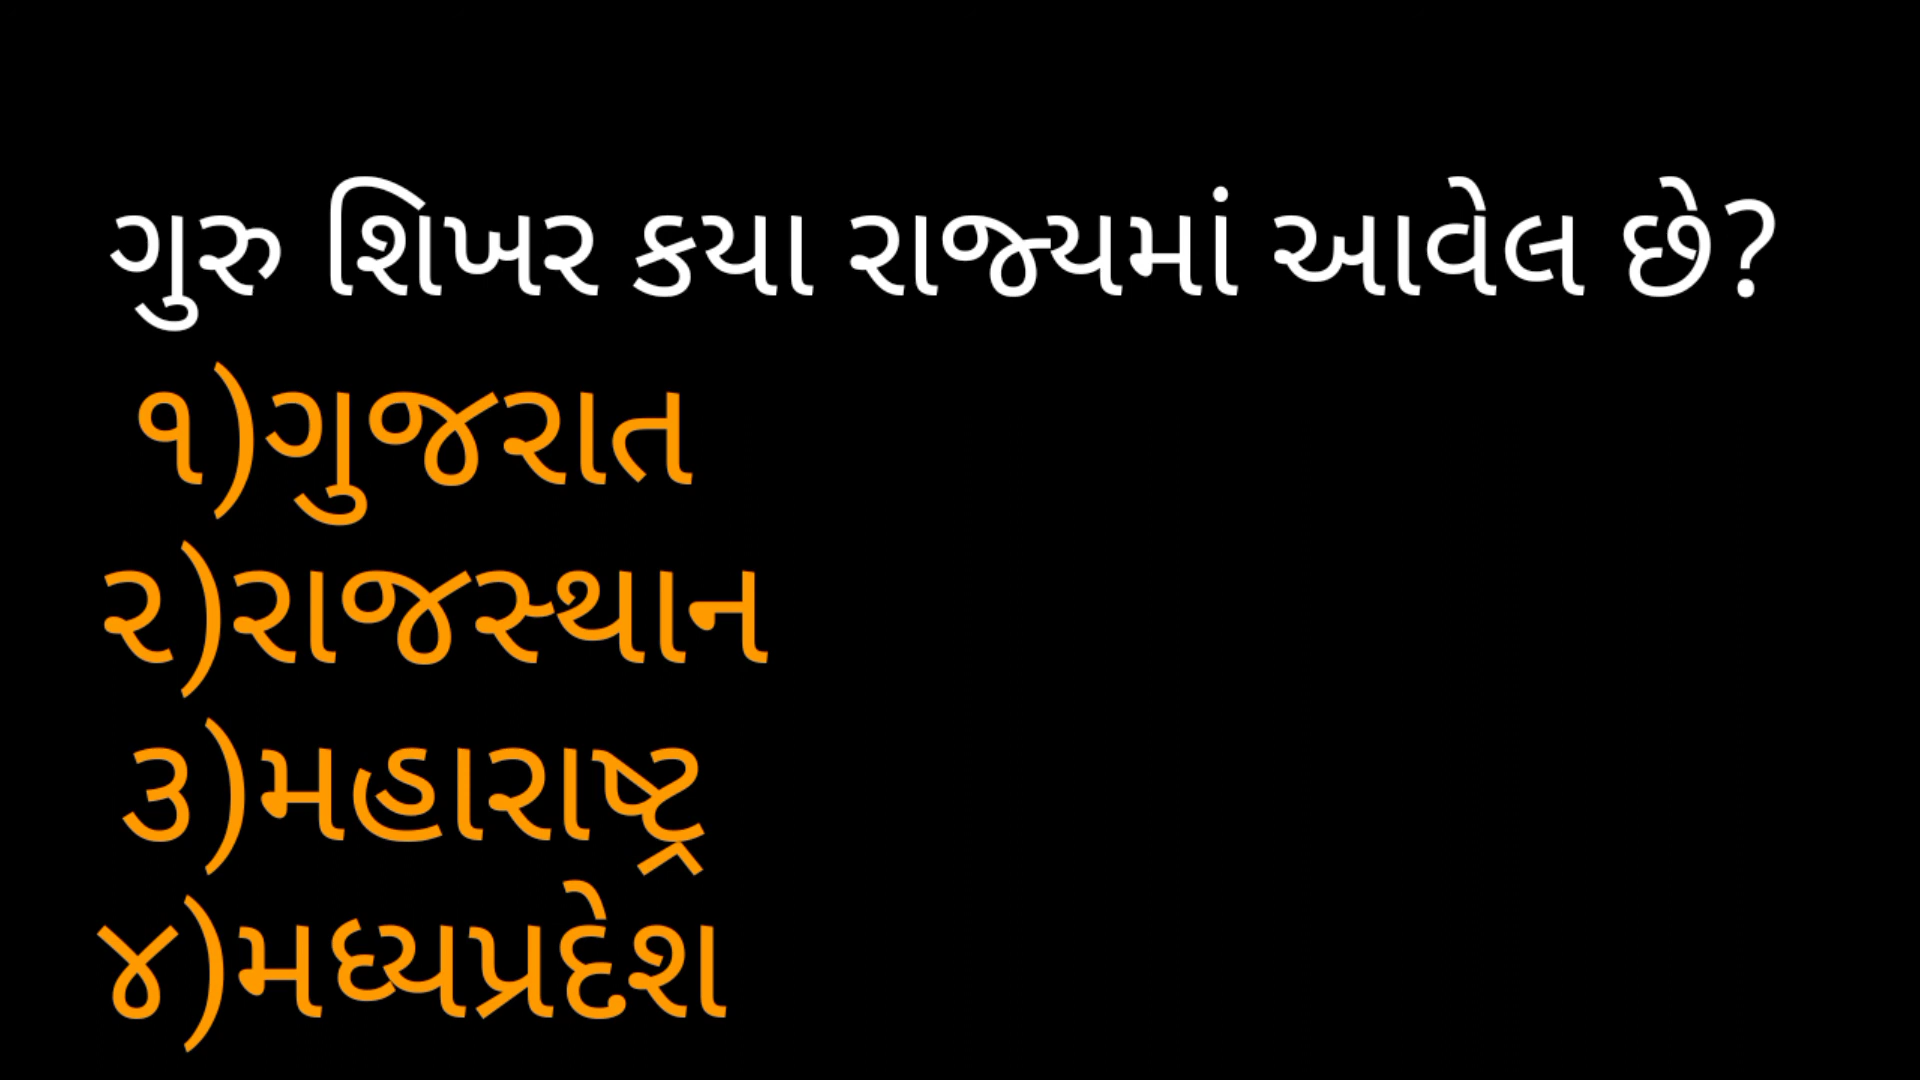 ગુરુ શિખર કયા રાજ્યમાં આવેલ છે?
૧)ગુજરાત
૨)રાજસ્થાન
૩)મહારાષ્ટ્ર
૪)મધ્યપ્રદેશ